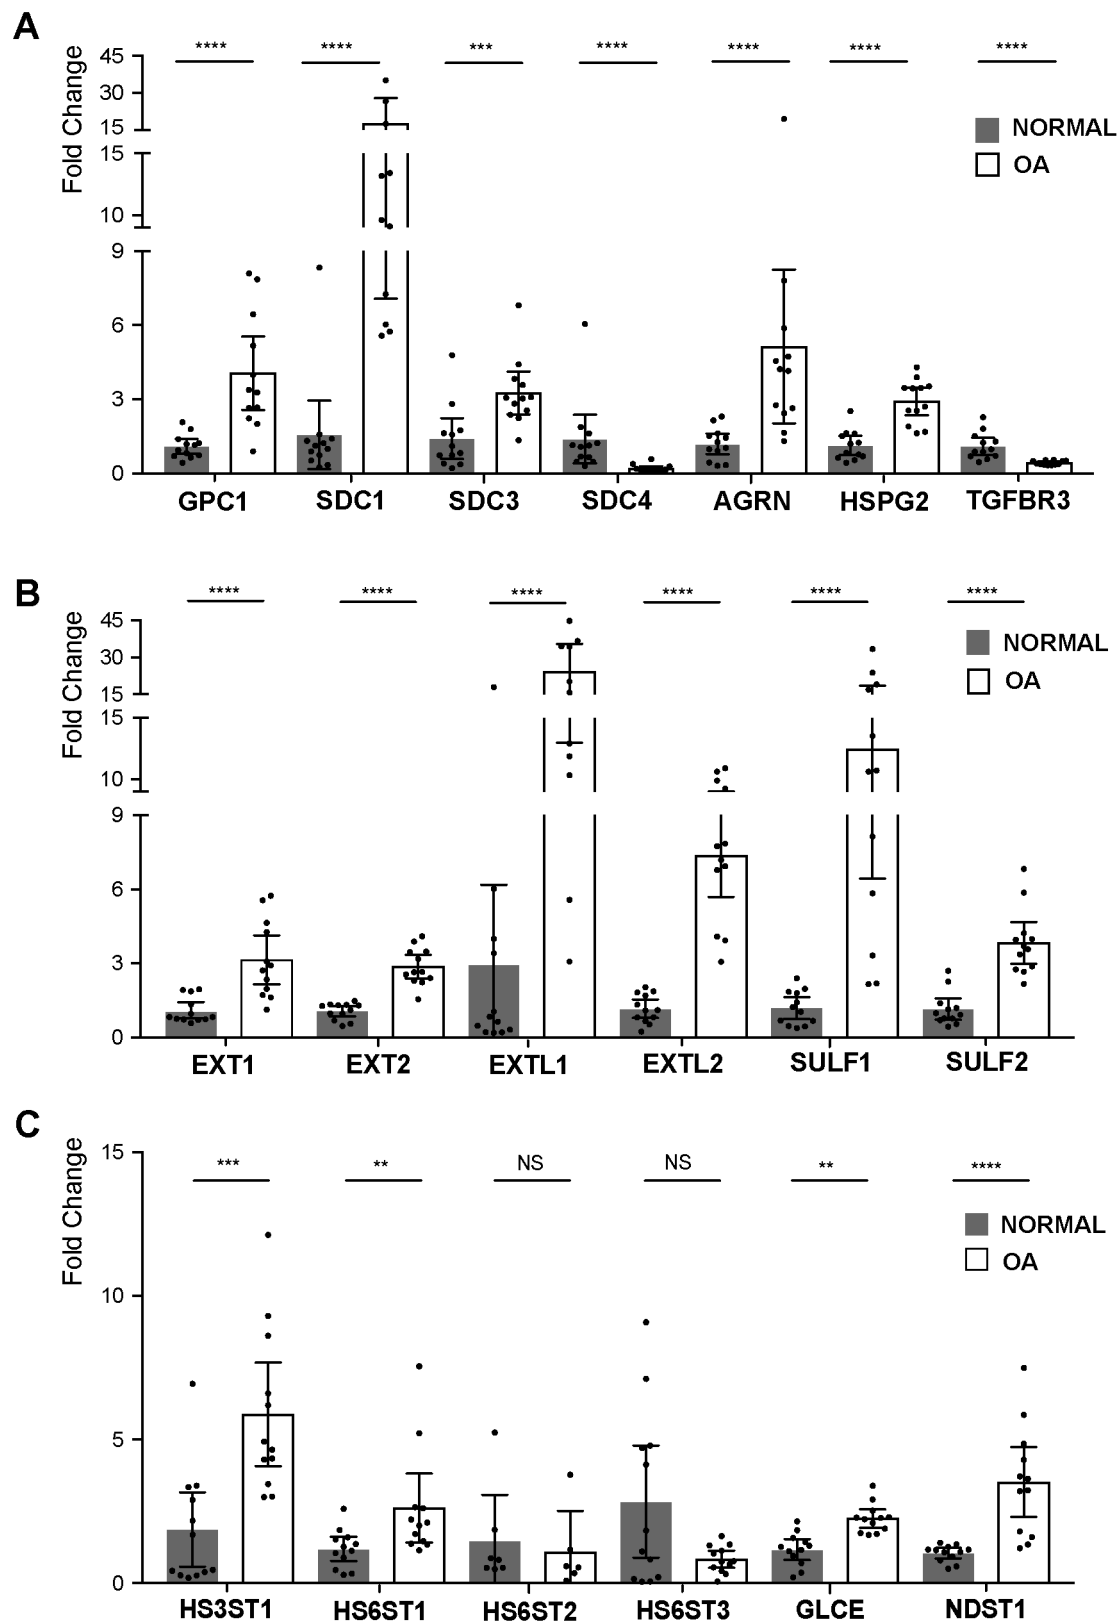 A
**** **** *** **** **** **** ****
Fold Change
45
30
15
15
10
9
6
3
0
NORMAL
OA
GPC1 SDC1 SDC3 SDC4 AGRN HSPG2 TGFBR3
B
**** **** **** **** **** ****
Fold Change
45
30
15
15
10
9
6
3
0
NORMAL
OA
EXT1 EXT2 EXTL1 EXTL2 SULF1 SULF2
C
*** ** NS NS ** ****
Fold Change
15
10
5
0
NORMAL
OA
HS3ST1 HS6ST1 HS6ST2 HS6ST3 GLCE NDST1